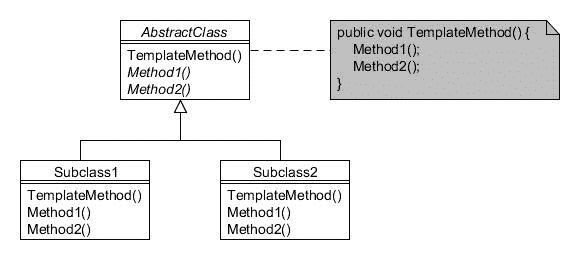 AbstractClass
TemplateMethod()
Method1()
Method2()
public void TemplateMethod() {
Method1();
Method2();
}
Subclass1
TemplateMethod()
Method1()
Method2()
Subclass2
TemplateMethod()
Method1()
Method2()